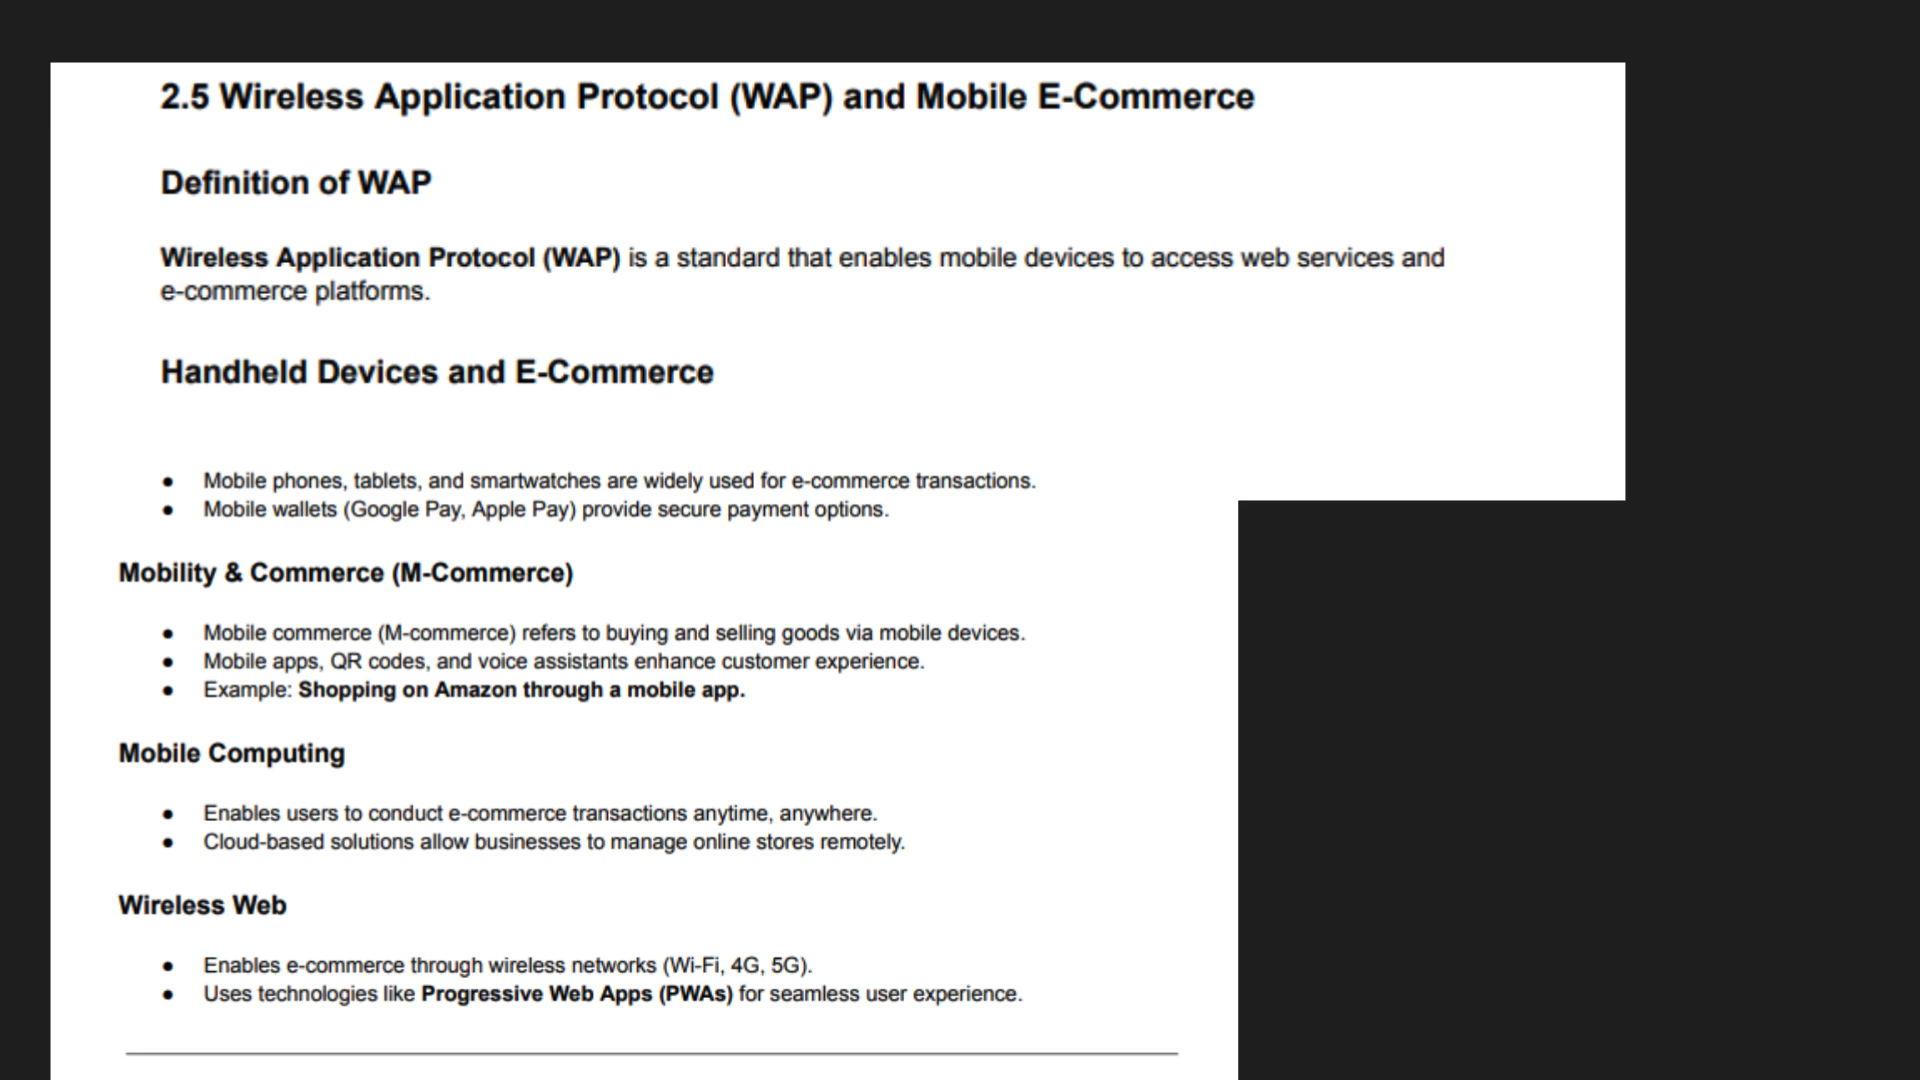 2.5 Wireless Application Protocol (WAP) and Mobile E-Commerce
Definition of WAP
Wireless Application Protocol (WAP) is a standard that enables mobile devices to access web services and
e-commerce platforms.
Handheld Devices and E-Commerce
● Mobile phones, tablets, and smartwatches are widely used for e-commerce transactions.
● Mobile wallets (Google Pay, Apple Pay) provide secure payment options.
Mobility & Commerce (M-Commerce)
● Mobile commerce (M-commerce) refers to buying and selling goods via mobile devices.
● Mobile apps, QR codes, and voice assistants enhance customer experience.
● Example: Shopping on Amazon through a mobile app.
Mobile Computing
● Enables users to conduct e-commerce transactions anytime, anywhere.
● Cloud-based solutions allow businesses to manage online stores remotely.
Wireless Web
● Enables e-commerce through wireless networks (Wi-Fi, 4G, 5G).
● Uses technologies like Progressive Web Apps (PWAs) for seamless user experience.